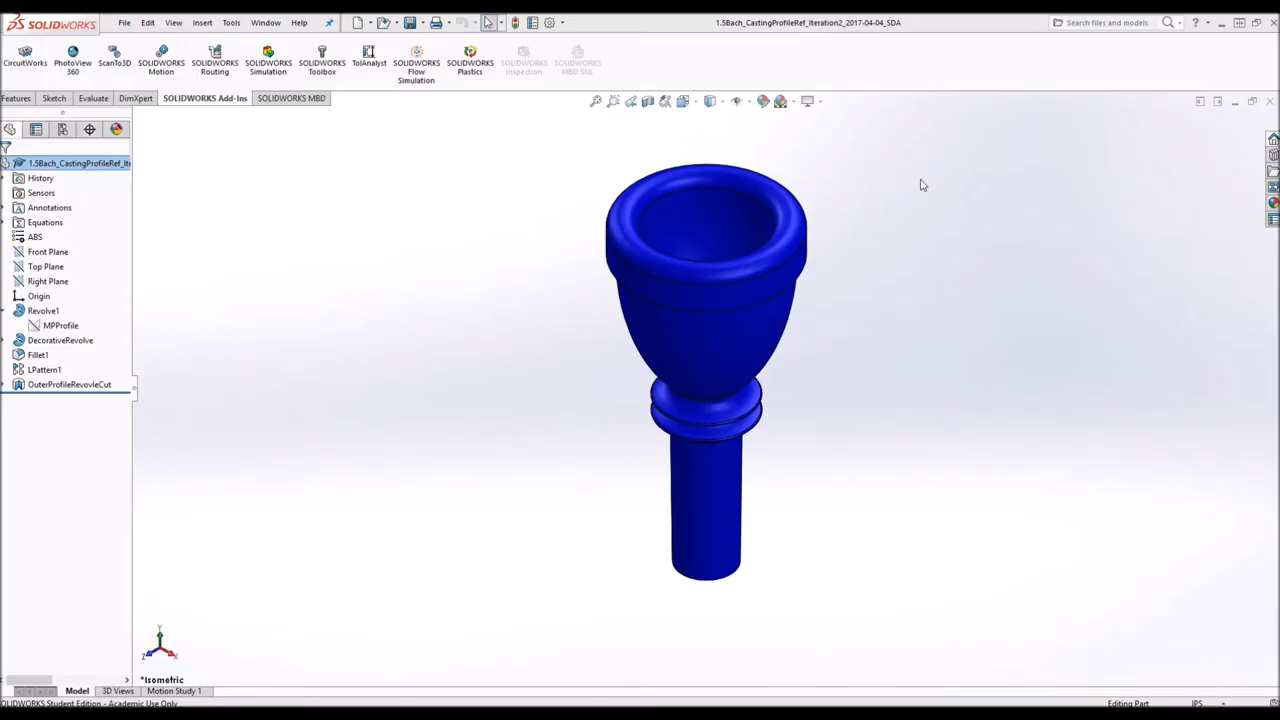 SOLIDWORKS File Edit View Insert Tools Window Help 1.5Bach_CastingProfileRef_Iteration2_2017-04-04_SDA Search files and models
CircuitWorks PhotoView 360 ScanTo3D SOLIDWORKS Motion SOLIDWORKS Routing SOLIDWORKS Simulation SOLIDWORKS Toolbox TolAnalyst SOLIDWORKS Flow Simulation SOLIDWORKS Plastics SOLIDWORKS Inspection SOLIDWORKS MBD SNL
Features Sketch Evaluate DimXpert SOLIDWORKS Add-Ins SOLIDWORKS MBD
1.5Bach_CastingProfileRef_Ite
History
Sensors
Annotations
Equations
ABS
Front Plane
Top Plane
Right Plane
Origin
Revolve1
MPProfile
DecorativeRevolve
Fillet1
LPattern1
OuterProfileRevovleCut
Y
Z X
*Isometric
Model 3D Views Motion Study 1
SOLIDWORKS Student Edition - Academic Use Only Editing Part IPS